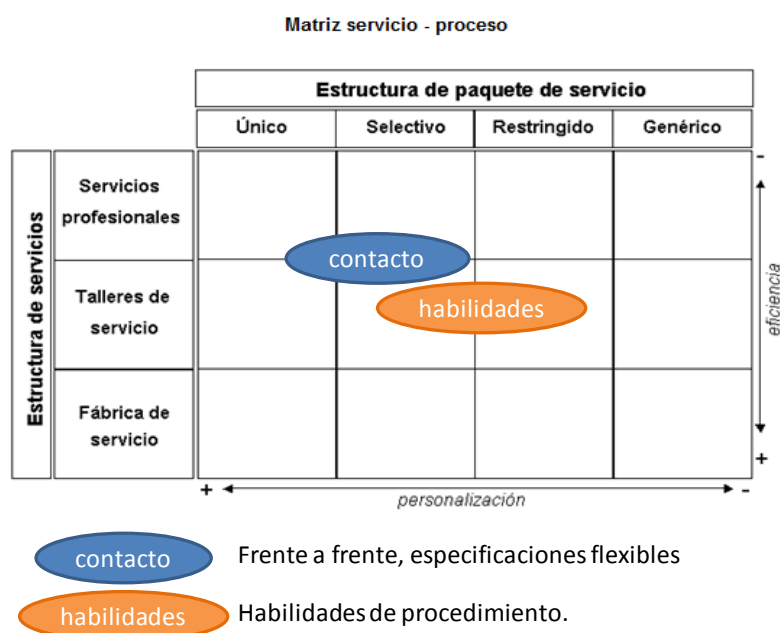 Matriz servicio - proceso
Estructura de paquete de servicio
Único
Selectivo
Restringido
Genérico
Estructura de servicios
Servicios
profesionales
Talleres de
servicio
Fábrica de
servicio
contacto
habilidades
-
eficiencia
+
+
personalización
-
contacto
Frente a frente, especificaciones flexibles
habilidades
Habilidades de procedimiento.